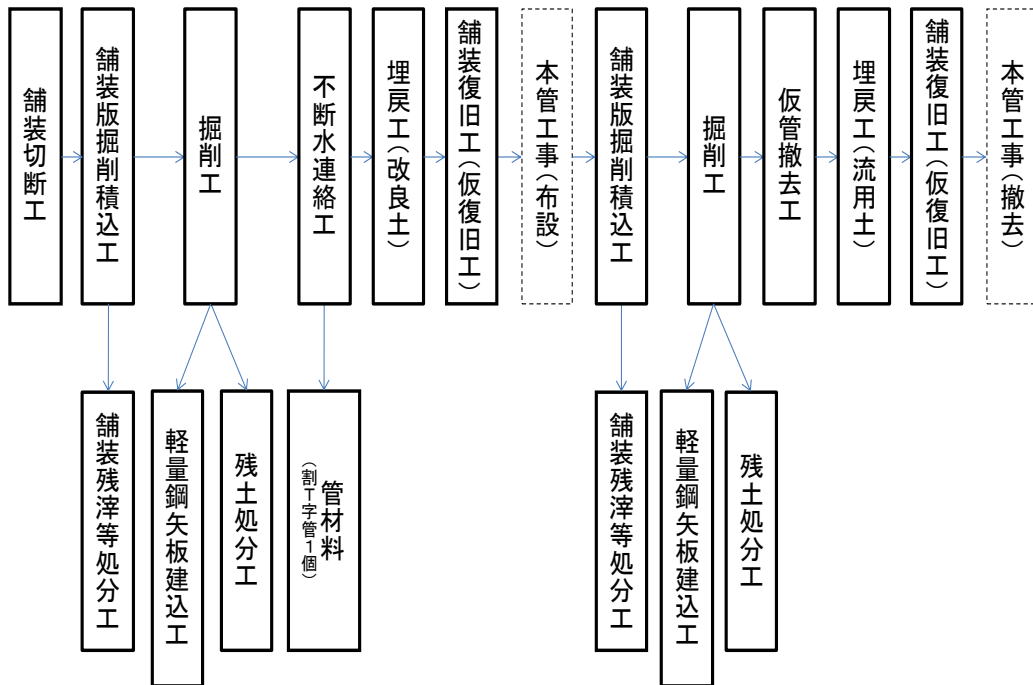 舗装切断工
舗装版掘削積込工
掘削工
不断水連絡工
埋戻工(改良土)
舗装復旧工(仮復旧工)
本管工事(布設)
舗装版掘削積込工
掘削工
仮管撤去工
埋戻工(流用土)
舗装復旧工(仮復旧工)
本管工事(撤去)
舗装残滓等処分工
軽量鋼矢板建込工
残土処分工
管材料
(割T字管1個)
舗装残滓等処分工
軽量鋼矢板建込工
残土処分工